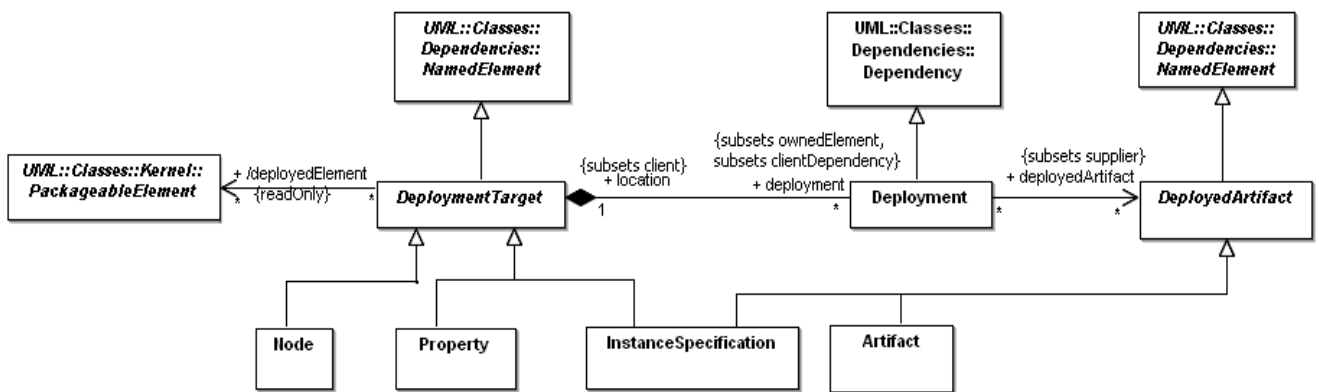 UML::Classes::
Dependencies::
NamedElement
UML::Classes::
Dependencies::
Dependency
UML::Classes::
Dependencies::
NamedElement
UML::Classes::Kernel::
PackageableElement
+ /deployedElement
{readOnly}
*
*
DeploymentTarget
{subsets client}
+ location
1
{subsets ownedElement,
subsets clientDependency}
+ deployment
*
Deployment
{subsets supplier}
+ deployedArtifact
*
*
DeployedArtifact
Node
Property
InstanceSpecification
Artifact